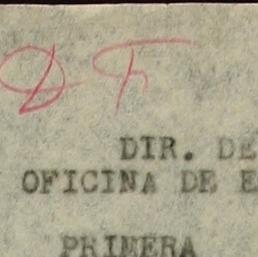 DF
DIR. DE
OFICINA DE E
PRIMERA